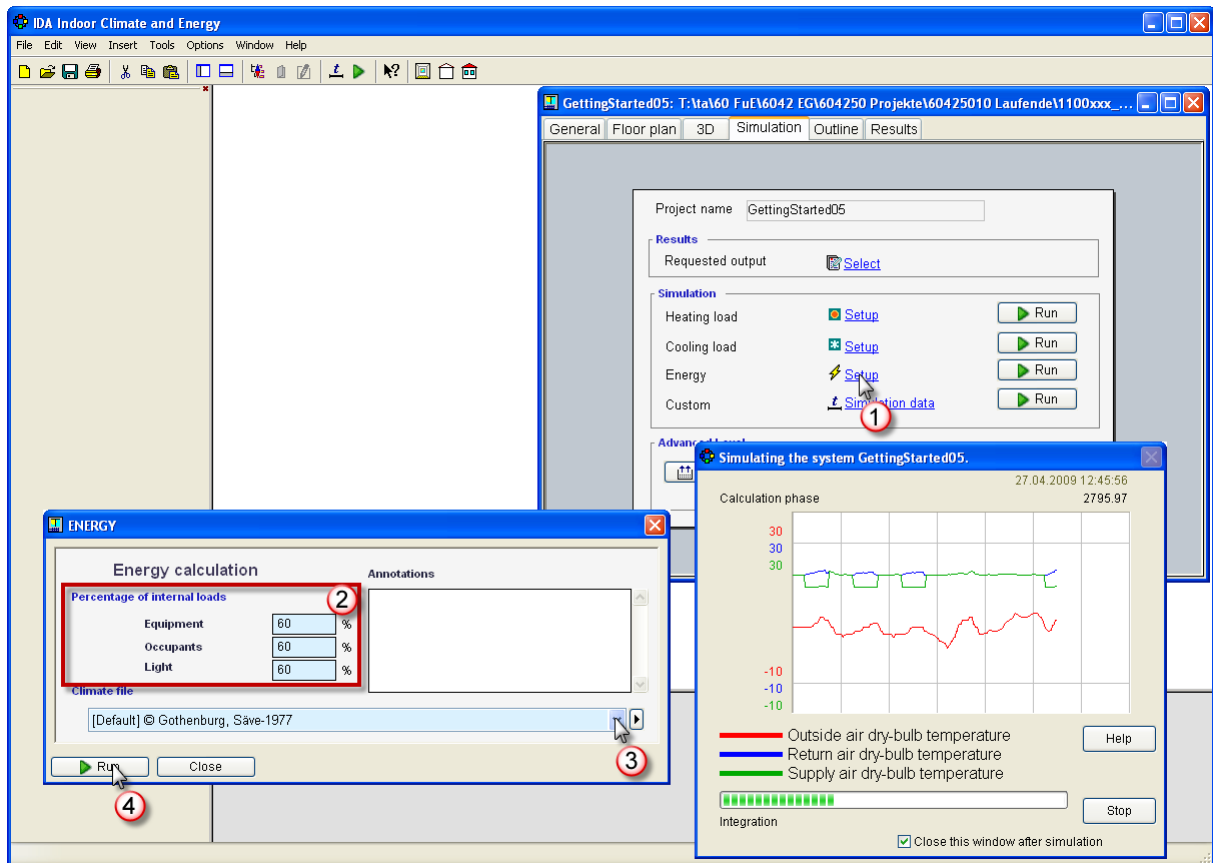 IDA Indoor Climate and Energy
File Edit View Insert Tools Options Window Help
GettingStarted05: T:\ta\60 FuE\6042 EG\604250 Projekte\60425010 Laufende\1100xxx_...
General Floor plan 3D Simulation Outline Results
Project name GettingStarted05
Results
Requested output Select
Simulation
Heating load Setup Run
Cooling load Setup Run
Energy Setup Run
Custom Simulation data Run
1
Advanced Level
Simulating the system GettingStarted05.
27.04.2009 12:45:56
Calculation phase 2795.97
30
30
30
-10
-10
-10
Outside air dry-bulb temperature
Return air dry-bulb temperature
Supply air dry-bulb temperature
Help
Integration
Stop
Close this window after simulation
ENERGY
Energy calculation
Annotations
Percentage of internal loads
2
Equipment 60 %
Occupants 60 %
Light 60 %
Climate file
[Default] © Gothenburg, Säve-1977
3
Run Close
4